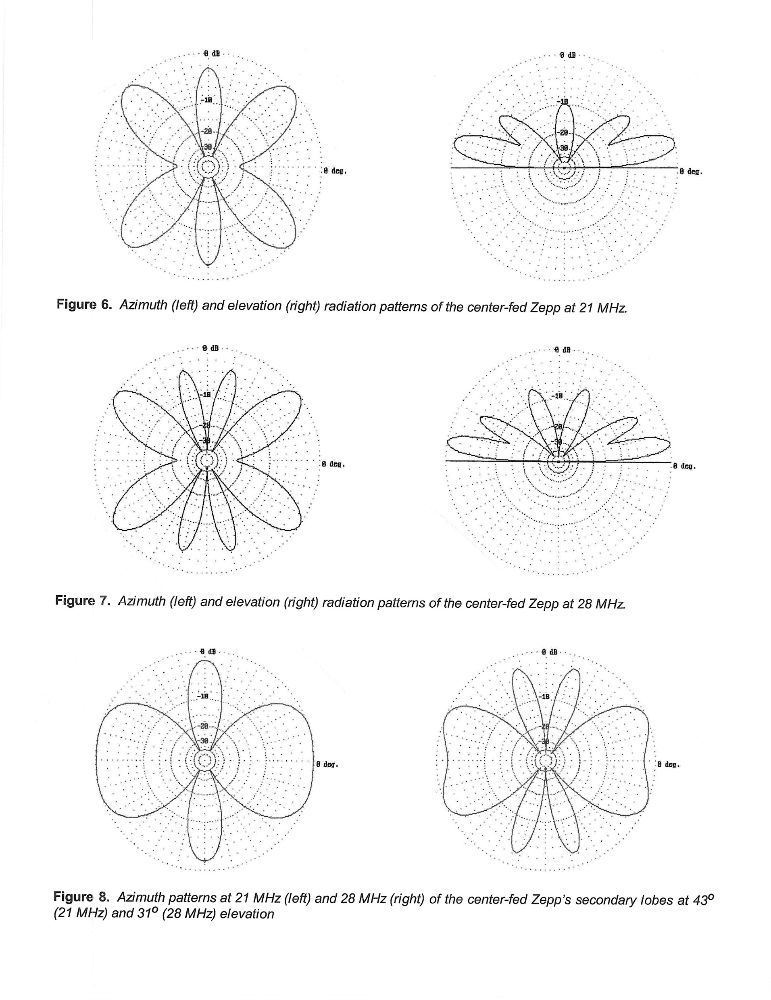 0 dB
-10
-20
-30
0 deg.
0 dB
-10
-20
-30
0 deg.
Figure 6. Azimuth (left) and elevation (right) radiation patterns of the center-fed Zepp at 21 MHz.
0 dB
-10
-20
-30
0 deg.
0 dB
-10
-20
-30
0 deg.
Figure 7. Azimuth (left) and elevation (right) radiation patterns of the center-fed Zepp at 28 MHz.
0 dB
-10
-20
-30
0 deg.
0 dB
-10
-20
-30
0 deg.
Figure 8. Azimuth patterns at 21 MHz (left) and 28 MHz (right) of the center-fed Zepp's secondary lobes at 43º
(21 MHz) and 31º (28 MHz) elevation